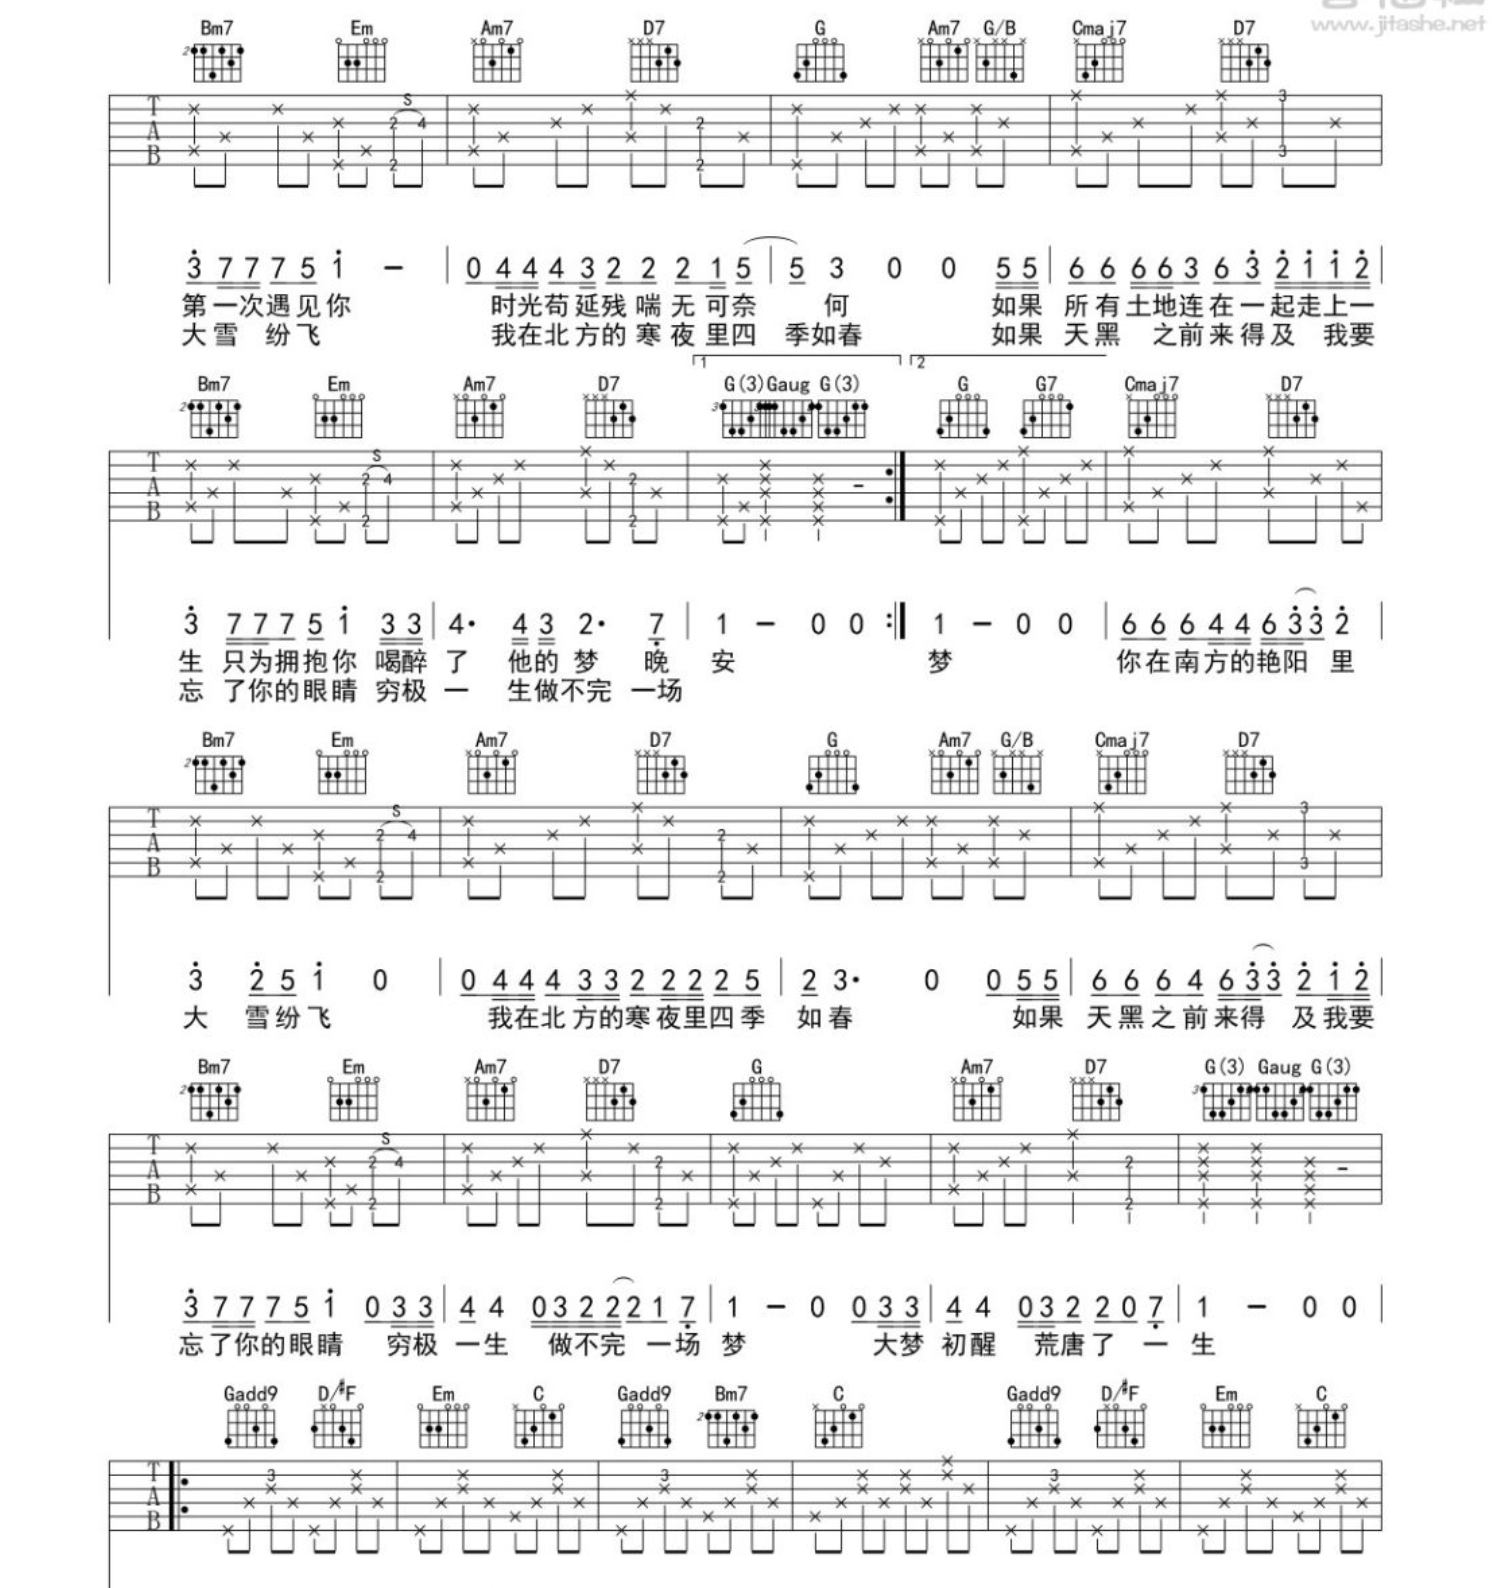 www.jitashe.net
Bm7 Em Am7 D7 G Am7 G/B Cmaj7 D7
3 7 7 7 5 1 - 0 4 4 4 3 2 2 2 1 5 5 3 0 0 5 5 6 6 6 6 3 6 3 2 1 1 2
第一次遇见你 时光苟延残喘无可奈 何 如果 所有土地连在一起走上一
大雪 纷飞 我在北方的寒夜里四 季如春 如果 天黑 之前来得及 我要
1 2
Bm7 Em Am7 D7 G(3) Gaug G(3) G G7 Cmaj7 D7
3 7 7 7 5 1 3 3 4· 4 3 2· 7 1 - 0 0 1 - 0 0 6 6 6 4 4 6 3 3 2
生 只为拥抱你 喝醉 了 他的 梦 晚 安 梦 你在南方的艳阳 里
忘 了你的眼睛 穷极 一 生做不完 一场
Bm7 Em Am7 D7 G Am7 G/B Cmaj7 D7
3 2 5 1 0 0 4 4 4 3 3 2 2 2 2 5 2 3· 0 0 5 5 6 6 6 4 6 3 3 2 1 2
大 雪纷飞 我在北方的寒夜里四季 如春 如果 天黑之前来得 及我要
Bm7 Em Am7 D7 G Am7 D7 G(3) Gaug G(3)
3 7 7 7 5 1 0 3 3 4 4 0 3 2 2 2 1 7 1 - 0 0 3 3 4 4 0 3 2 2 0 7 1 - 0 0
忘了你的眼睛 穷极 一生 做不完 一场 梦 大梦 初醒 荒唐了 一 生
Gadd9 D/#F Em C Gadd9 Bm7 C Gadd9 D/#F Em C